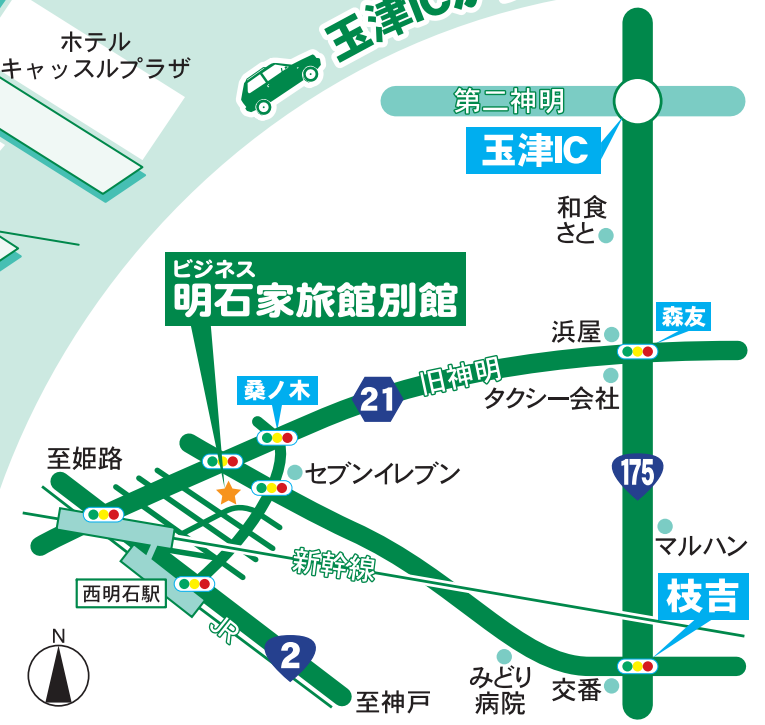 ホテル
キャッスルプラザ
玉津ICか
第二神明
玉津IC
和食
さと
ビジネス
明石家旅館別館
浜屋
森友
桑ノ木
21
旧神明
タクシー会社
至姫路
セブンイレブン
175
マルハン
新幹線
西明石駅
枝吉
JR
2
N
みどり
病院
交番
至神戸